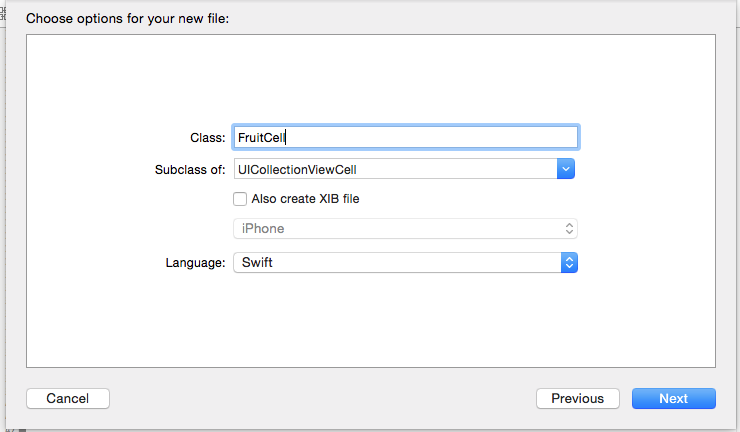 Choose options for your new file:
Class: FruitCell
Subclass of: UICollectionViewCell
Also create XIB file
iPhone
Language: Swift
Cancel Previous Next